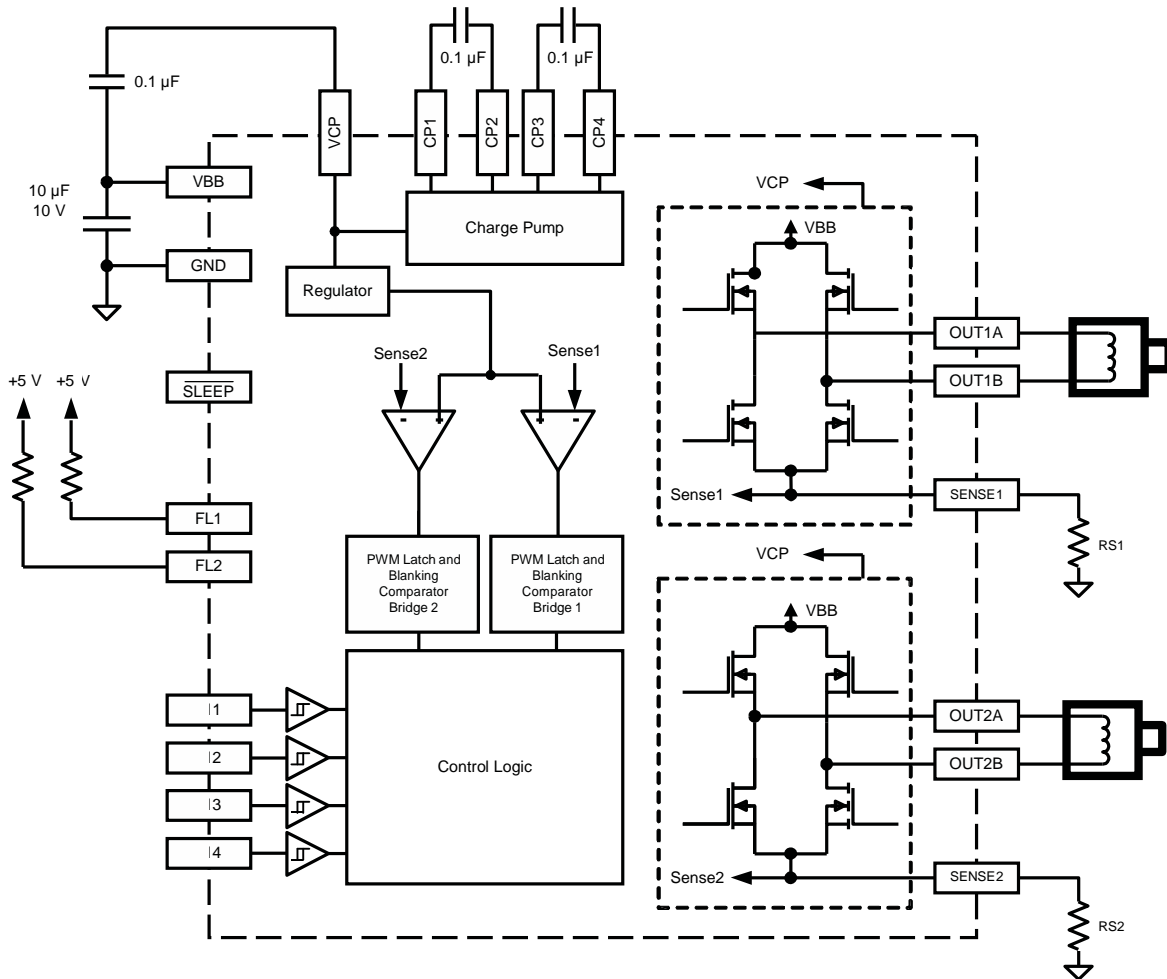 0.1 µF
0.1 µF
0.1 µF
VCP
CP1
CP2
CP3
CP4
VBB
10 µF
10 V
GND
Charge Pump
Regulator
VCP
VBB
OUT1A
OUT1B
Sense2
Sense1
+5 V
+5 V
SLEEP
Sense1
SENSE1
RS1
FL1
FL2
PWM Latch and
Blanking
Comparator
Bridge 2
PWM Latch and
Blanking
Comparator
Bridge 1
VCP
VBB
I1
I2
I3
I4
Control Logic
OUT2A
OUT2B
Sense2
SENSE2
RS2